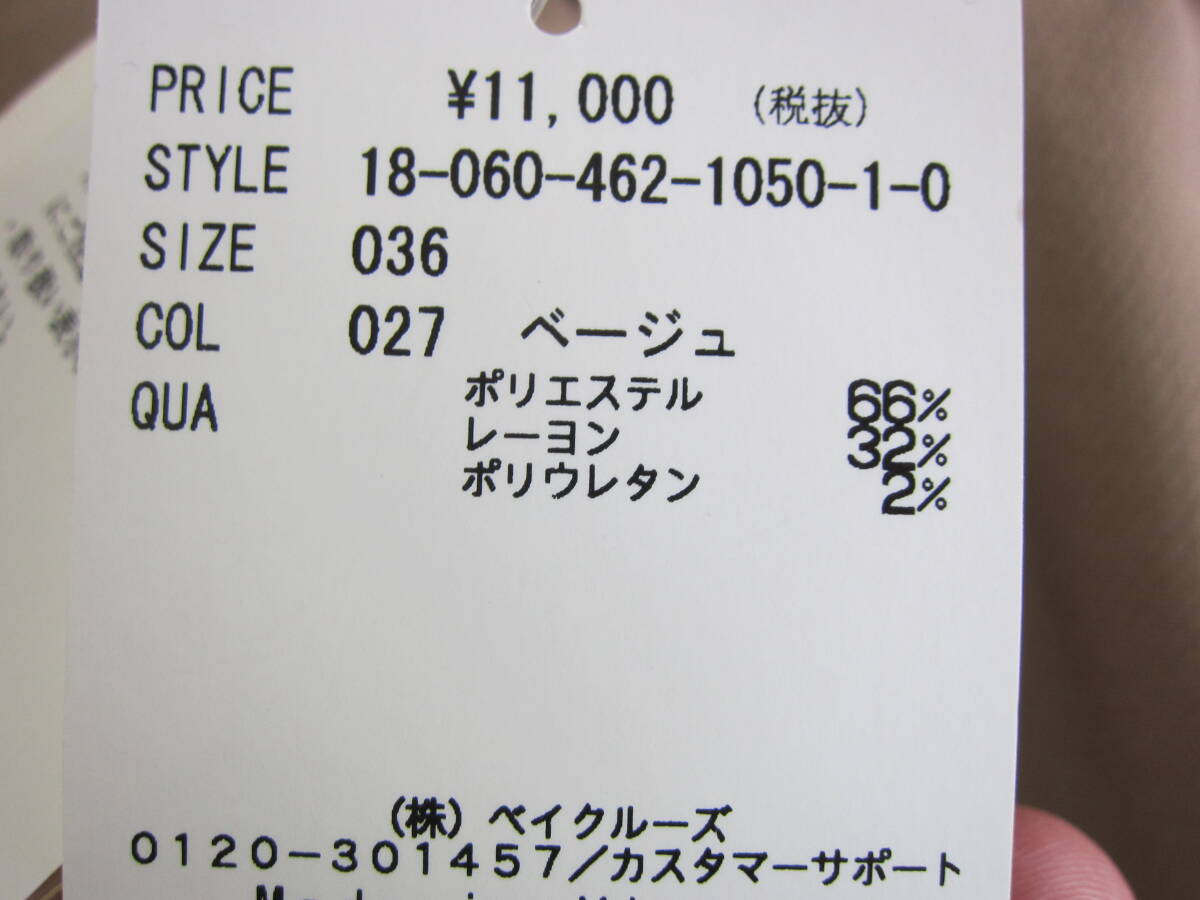 PRICE ¥11,000 (税抜)
STYLE 18-060-462-1050-1-0
SIZE 036
COL 027 ベージュ
QUA ポリエステル 66%
レーヨン 32%
ポリウレタン 2%
(株)ベイクルーズ
0120-301457/カスタマーサポート